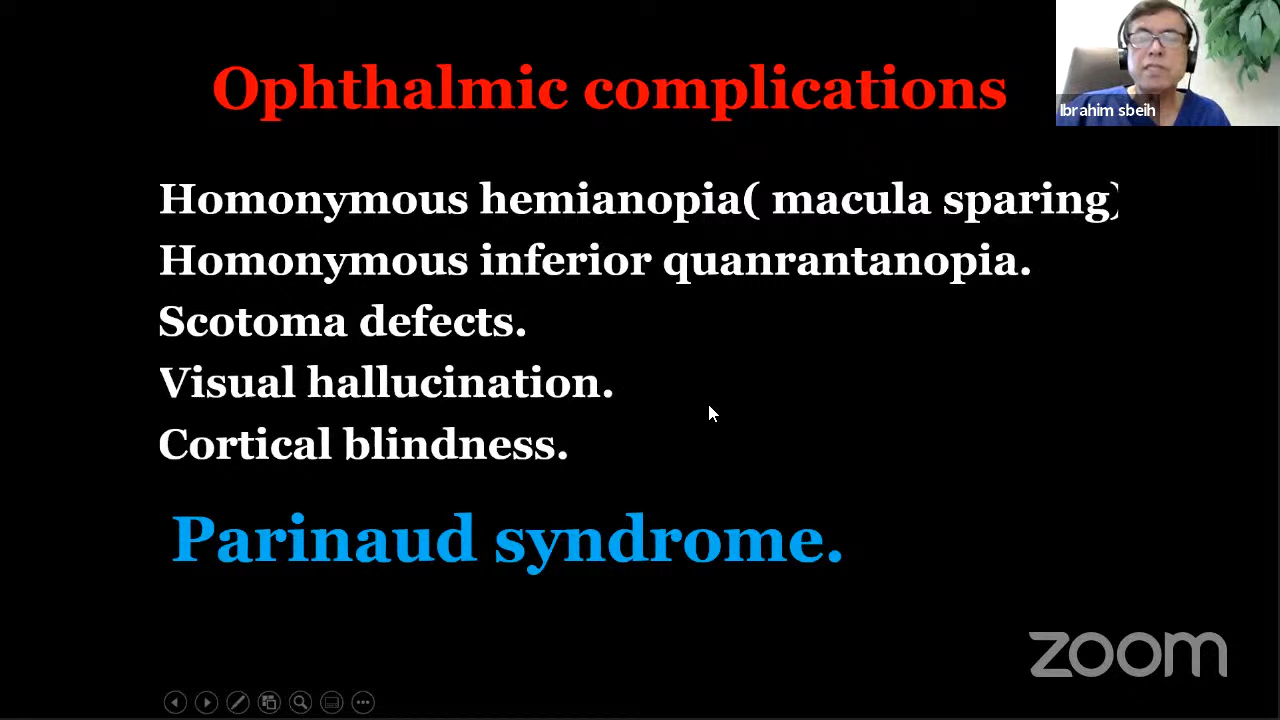 Ophthalmic complications
Ibrahim sbeih
Homonymous hemianopia( macula sparing)
Homonymous inferior quanrantanopia.
Scotoma defects.
Visual hallucination.
Cortical blindness.
Parinaud syndrome.
zoom